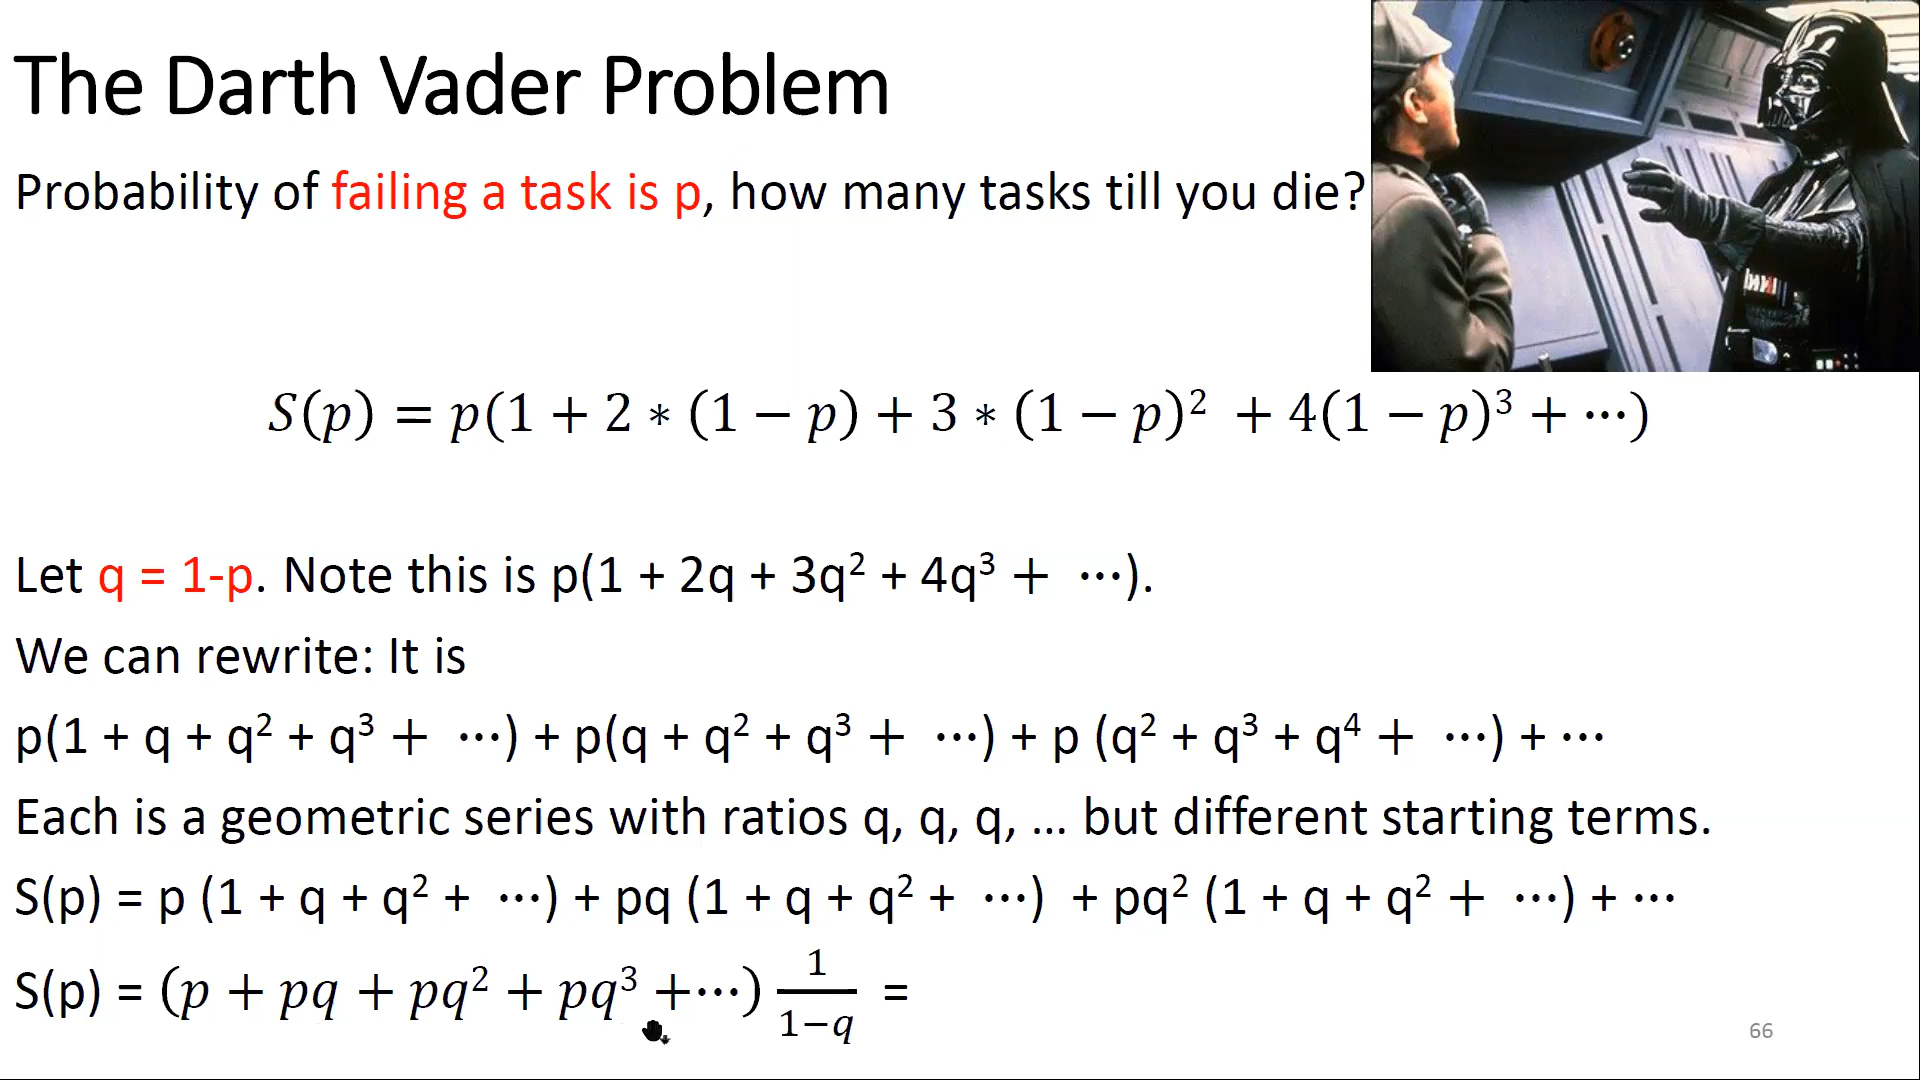 The Darth Vader Problem
Probability of failing a task is p, how many tasks till you die?
S(p) = p(1 + 2 ∗ (1 − p) + 3 ∗ (1 − p)² + 4(1 − p)³ + ⋯)
Let q = 1-p. Note this is p(1 + 2q + 3q² + 4q³ + ⋯).
We can rewrite: It is
p(1 + q + q² + q³ + ⋯) + p(q + q² + q³ + ⋯) + p (q² + q³ + q⁴ + ⋯) + ⋯
Each is a geometric series with ratios q, q, q, … but different starting terms.
S(p) = p (1 + q + q² + ⋯) + pq (1 + q + q² + ⋯) + pq² (1 + q + q² + ⋯) + ⋯
S(p) = (p + pq + pq² + pq³ +⋯) 1/(1−q) =
66